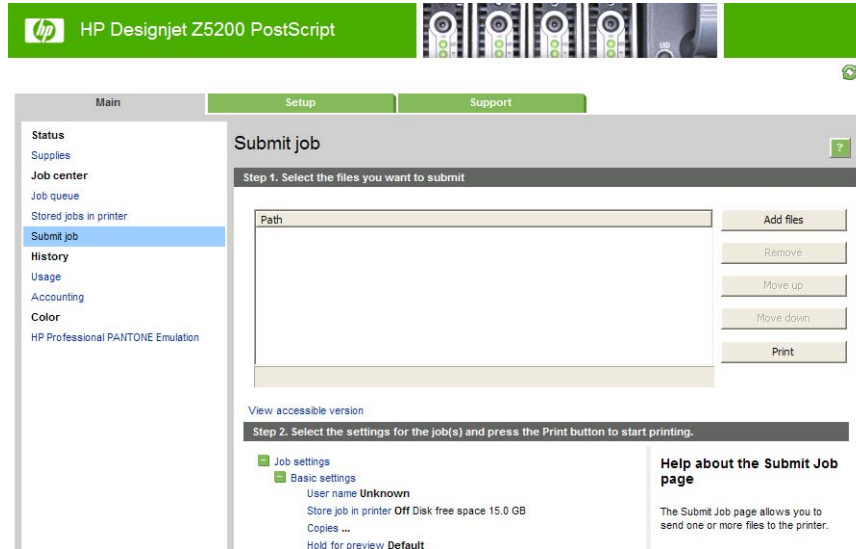 hp HP Designjet Z5200 PostScript
Main Setup Support
Status
Supplies
Job center
Job queue
Stored jobs in printer
Submit job
History
Usage
Accounting
Color
HP Professional PANTONE Emulation
Submit job
?
Step 1. Select the files you want to submit
Path
Add files
Remove
Move up
Move down
Print
View accessible version
Step 2. Select the settings for the job(s) and press the Print button to start printing.
Job settings
Basic settings
User name Unknown
Store job in printer Off Disk free space 15.0 GB
Copies ...
Hold for preview Default
Help about the Submit Job
page
The Submit Job page allows you to
send one or more files to the printer.